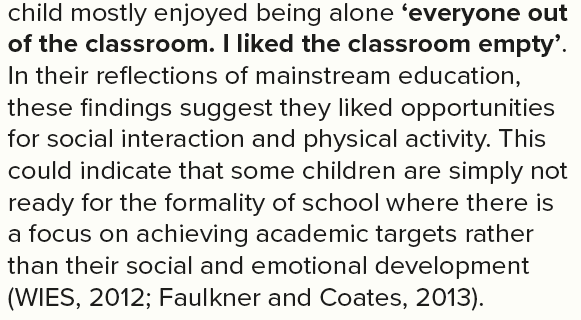 child mostly enjoyed being alone ‘everyone out
of the classroom. I liked the classroom empty’.
In their reflections of mainstream education,
these findings suggest they liked opportunities
for social interaction and physical activity. This
could indicate that some children are simply not
ready for the formality of school where there is
a focus on achieving academic targets rather
than their social and emotional development
(WIES, 2012; Faulkner and Coates, 2013).